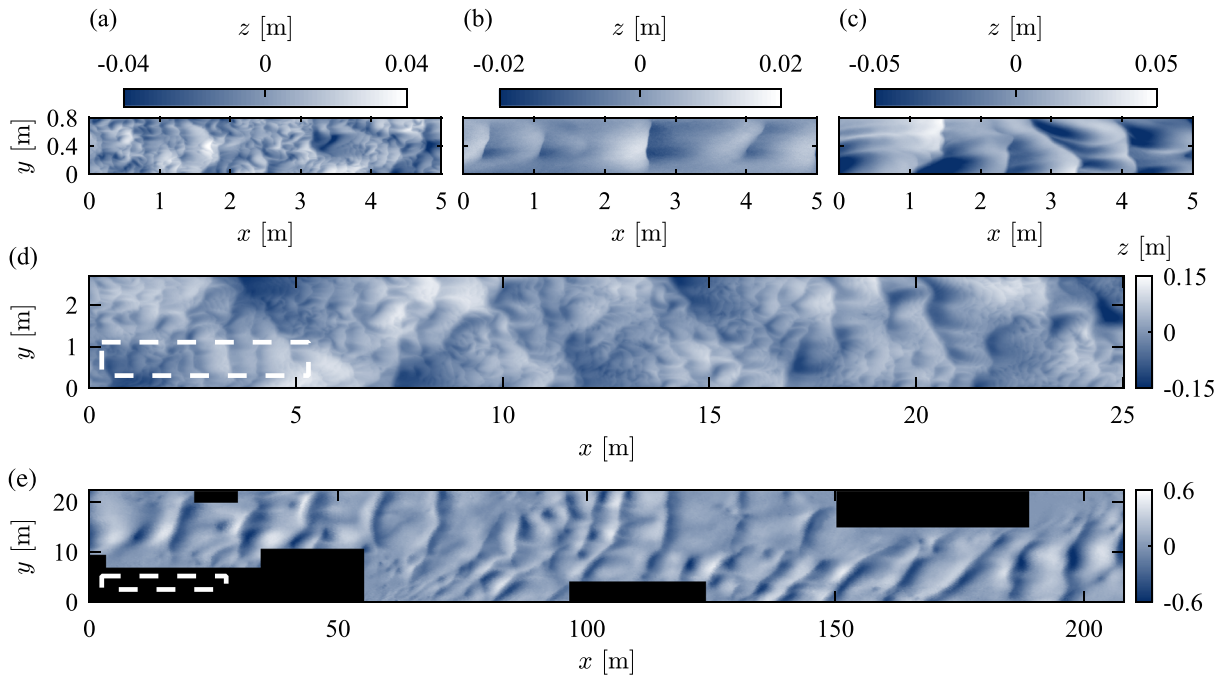 (a) (b) (c)
z [m] z [m] z [m]
-0.04 0 0.04 -0.02 0 0.02 -0.05 0 0.05
0.8
0.4
0
y [m]
0 1 2 3 4 5 0 1 2 3 4 5 0 1 2 3 4 5
x [m] x [m] x [m]
(d) z [m]
2
1
0
y [m]
0.15
0
-0.15
0 5 10 15 20 25
x [m]
(e)
20
10
0
y [m]
0.6
0
-0.6
0 50 100 150 200
x [m]